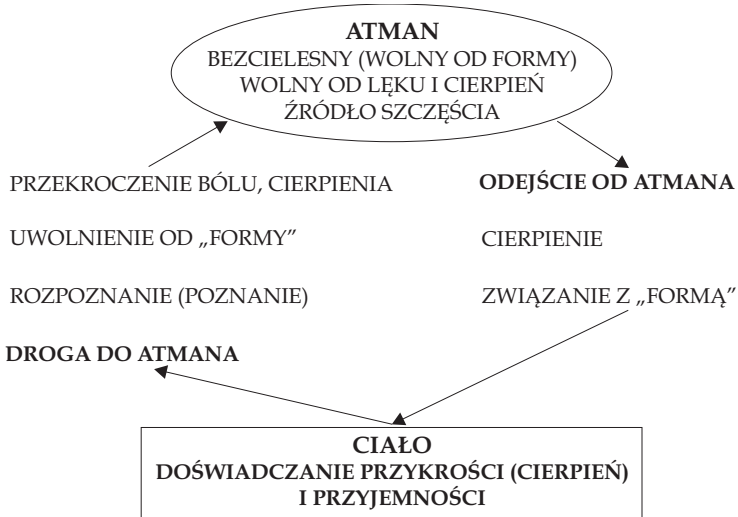 ATMAN
BEZCIELESNY (WOLNY OD FORMY)
WOLNY OD LĘKU I CIERPIEŃ
ŹRÓDŁO SZCZĘŚCIA
PRZEKROCZENIE BÓLU, CIERPIENIA
ODEJŚCIE OD ATMANA
UWOLNIENIE OD „FORMY”
CIERPIENIE
ROZPOZNANIE (POZNANIE)
ZWIĄZANIE Z „FORMĄ”
DROGA DO ATMANA
CIAŁO
DOŚWIADCZANIE PRZYKROŚCI (CIERPIEŃ)
I PRZYJEMNOŚCI